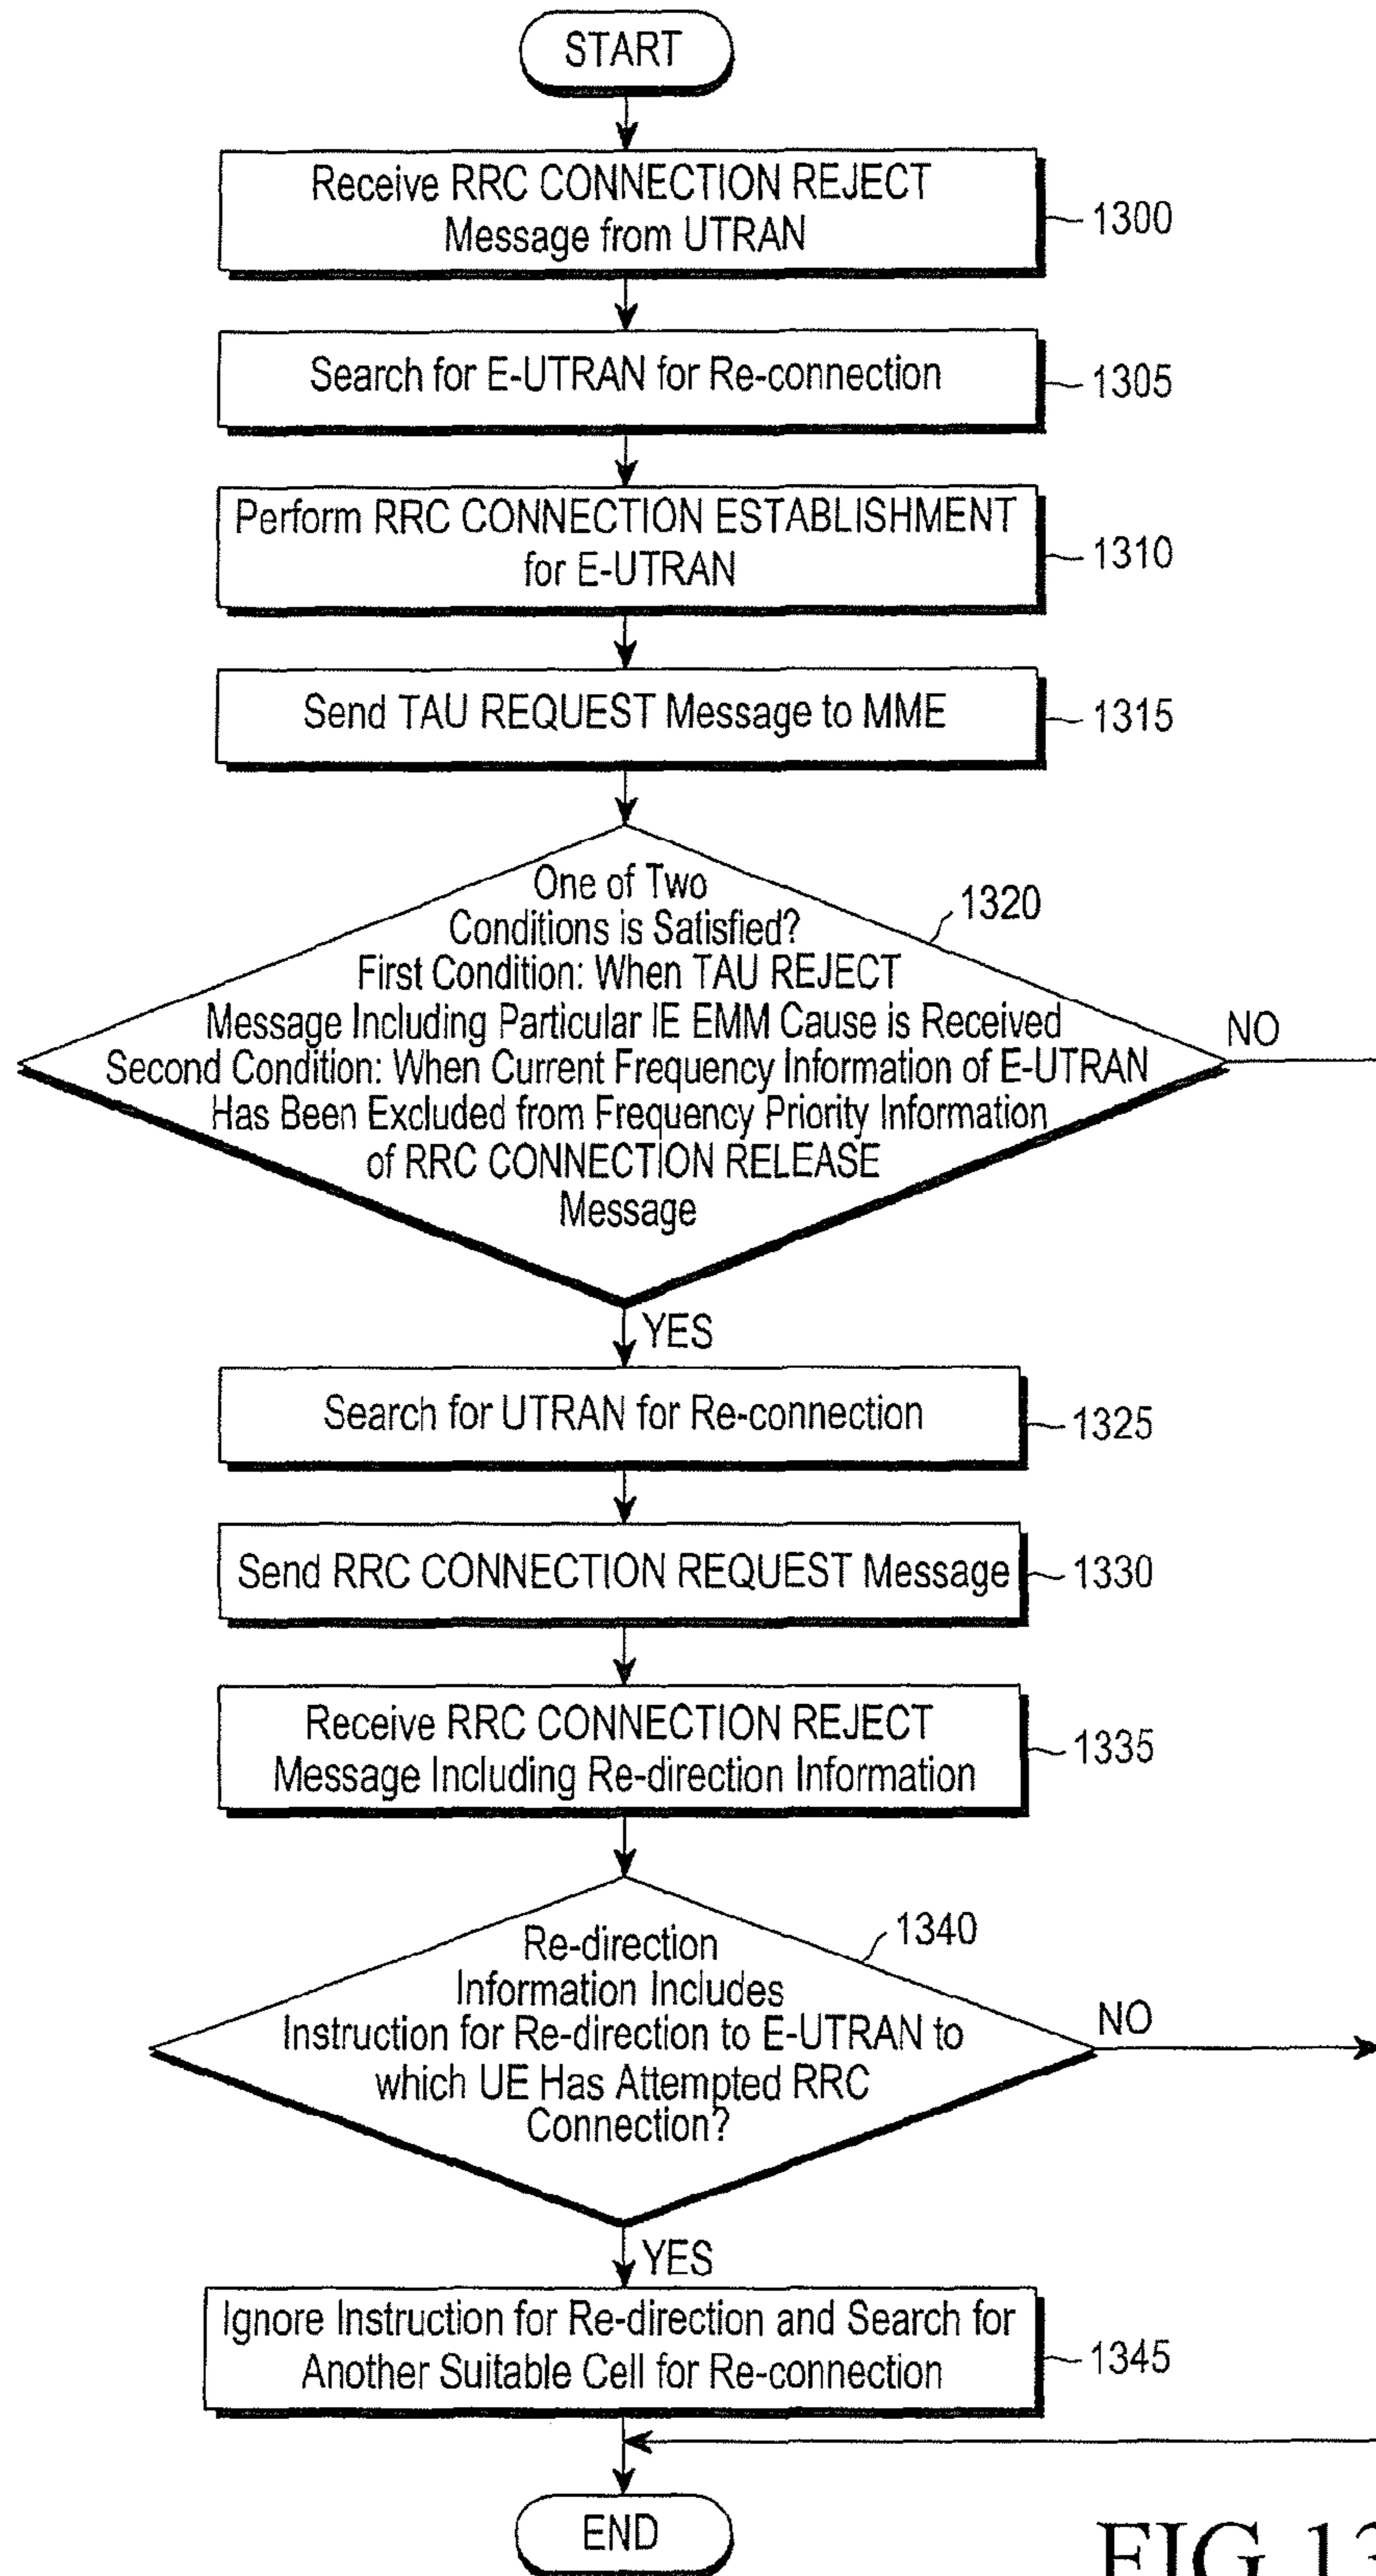 START
Receive RRC CONNECTION REJECT
Message from UTRAN
1300
Search for E-UTRAN for Re-connection
1305
Perform RRC CONNECTION ESTABLISHMENT
for E-UTRAN
1310
Send TAU REQUEST Message to MME
1315
One of Two
Conditions is Satisfied?
First Condition: When TAU REJECT
Message Including Particular IE EMM Cause is Received
Second Condition: When Current Frequency Information of E-UTRAN
Has Been Excluded from Frequency Priority Information
of RRC CONNECTION RELEASE
Message
1320
NO
YES
Search for UTRAN for Re-connection
1325
Send RRC CONNECTION REQUEST Message
1330
Receive RRC CONNECTION REJECT
Message Including Re-direction Information
1335
Re-direction
Information Includes
Instruction for Re-direction to E-UTRAN to
which UE Has Attempted RRC
Connection?
1340
NO
YES
Ignore Instruction for Re-direction and Search for
Another Suitable Cell for Re-connection
1345
END
FIG.13